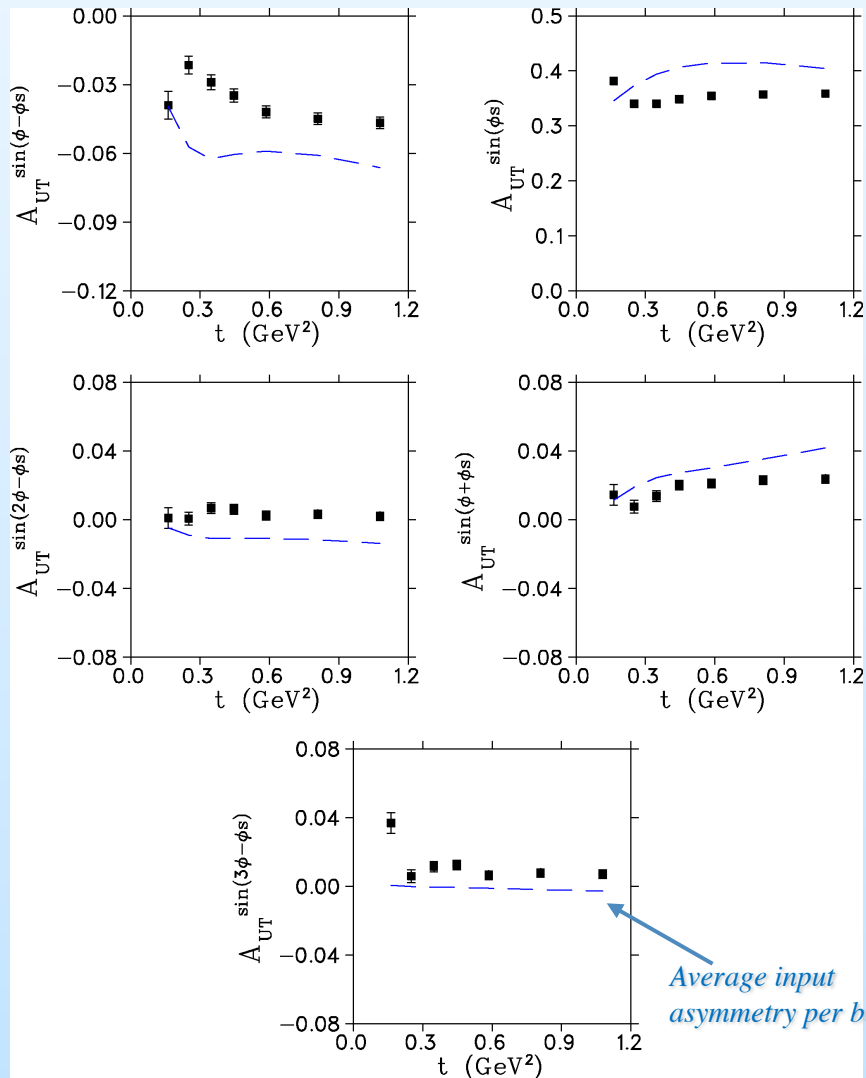 0.00
−0.03
−0.06
−0.09
−0.12
A_UT^sin(ϕ−ϕs)
0.0 0.3 0.6 0.9 1.2
t (GeV²)
0.5
0.4
0.3
0.2
0.1
0.0
A_UT^sin(ϕs)
0.0 0.3 0.6 0.9 1.2
t (GeV²)
0.08
0.04
0.00
−0.04
−0.08
A_UT^sin(2ϕ−ϕs)
0.0 0.3 0.6 0.9 1.2
t (GeV²)
0.08
0.04
0.00
−0.04
−0.08
A_UT^sin(ϕ+ϕs)
0.0 0.3 0.6 0.9 1.2
t (GeV²)
0.08
0.04
0.00
−0.04
−0.08
A_UT^sin(3ϕ−ϕs)
0.0 0.3 0.6 0.9 1.2
t (GeV²)
Average input
asymmetry per b